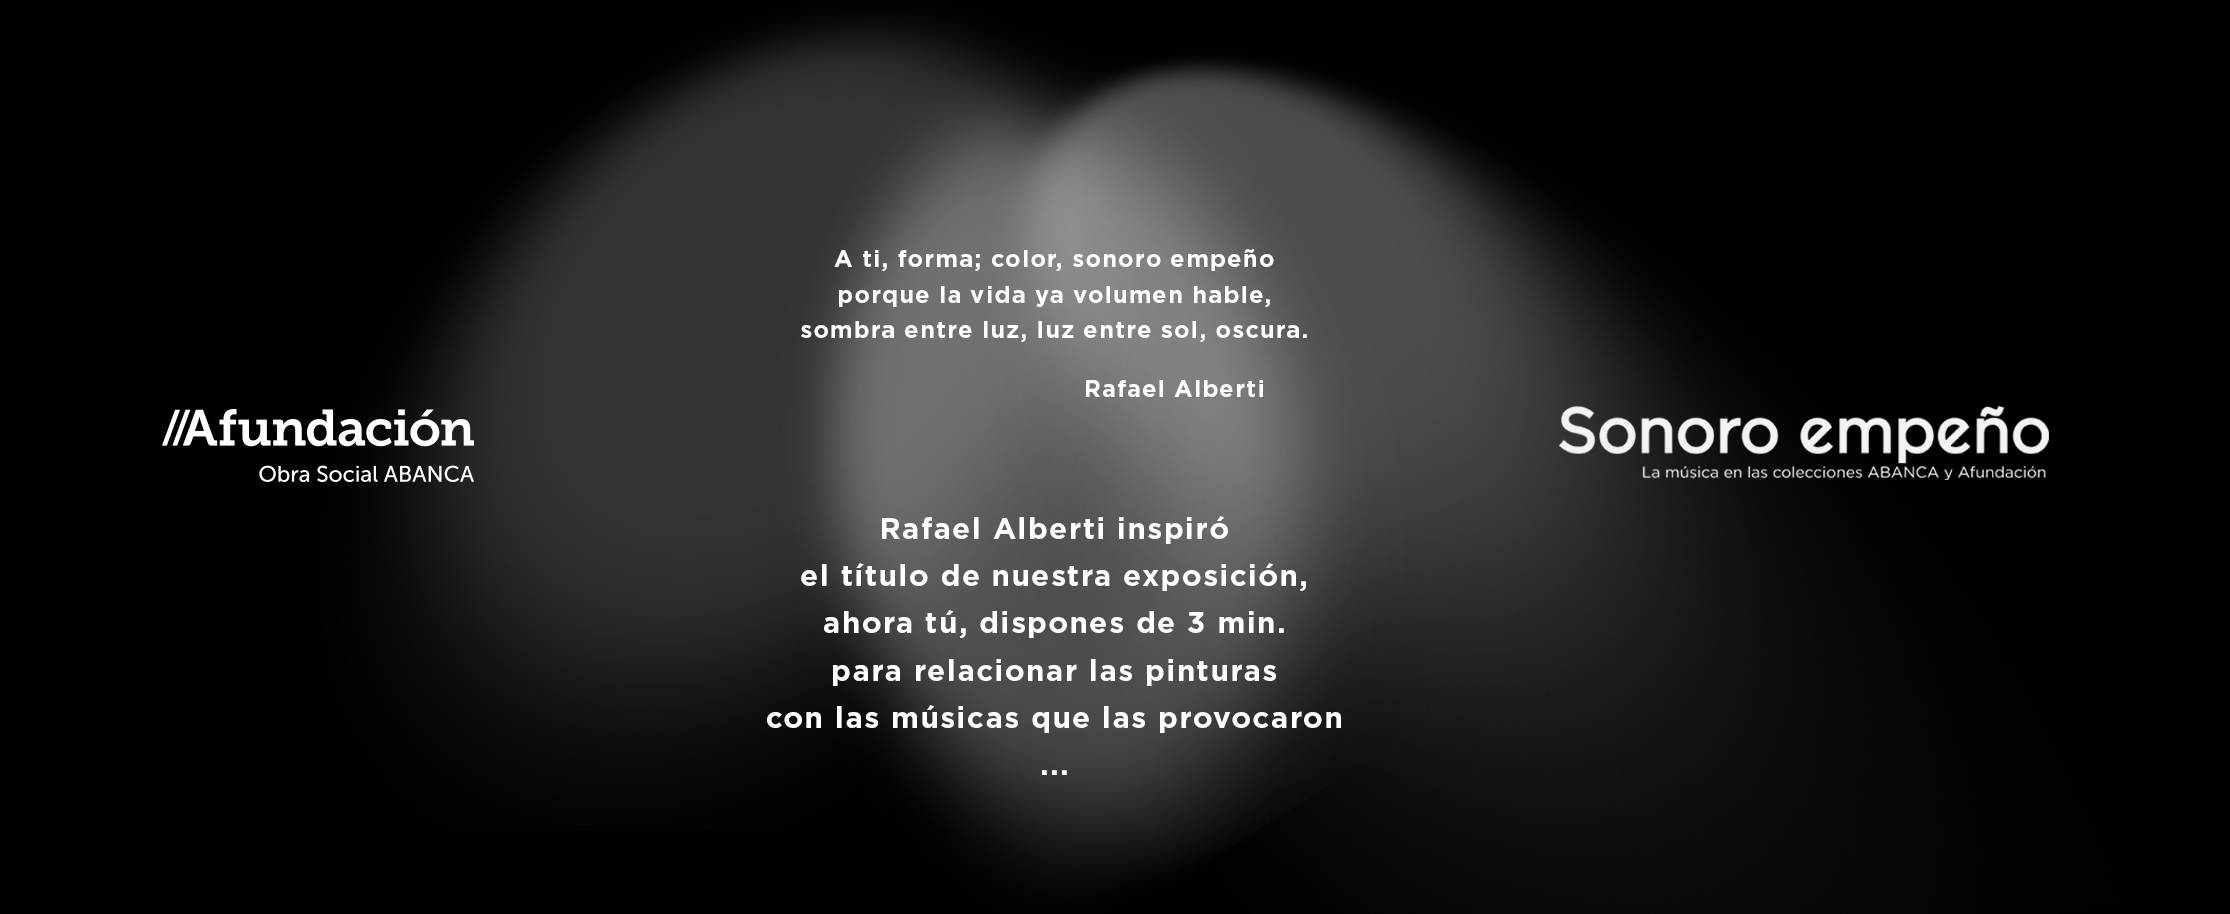 A ti, forma; color, sonoro empeño
porque la vida ya volumen hable,
sombra entre luz, luz entre sol, oscura.
Rafael Alberti
//Afundación
Obra Social ABANCA
Sonoro empeño
La música en las colecciones ABANCA y Afundación
Rafael Alberti inspiró
el título de nuestra exposición,
ahora tú, dispones de 3 min.
para relacionar las pinturas
con las músicas que las provocaron
...